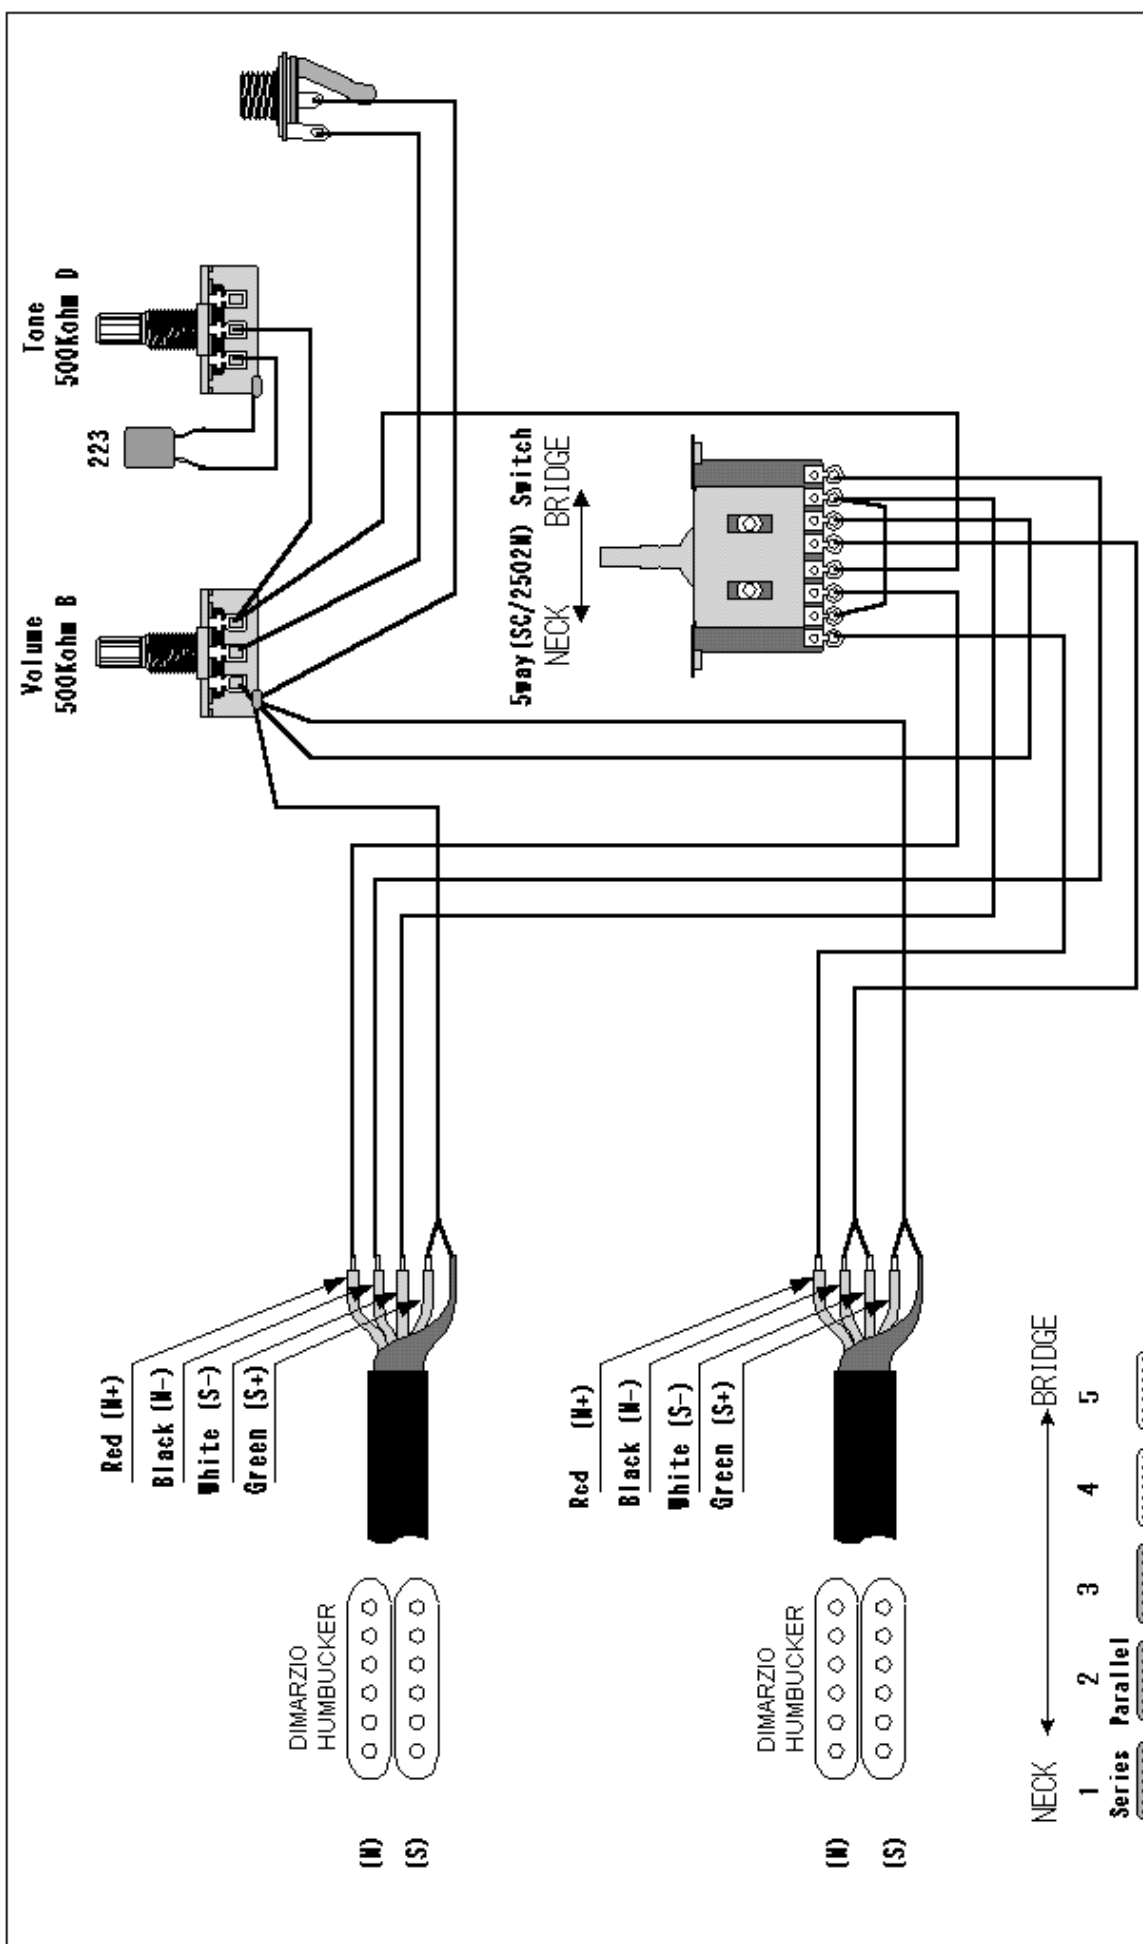 Volume
500Kohm B
Tone
500Kohm D
223
5way(SC/2502N) Switch
NECK
BRIDGE
Red (N+)
Black (N-)
White (S-)
Green (S+)
DIMARZIO
HUMBUCKER
(N)
(S)
Red (N+)
Black (N-)
White (S-)
Green (S+)
DIMARZIO
HUMBUCKER
(N)
(S)
NECK
BRIDGE
1 2 3 4 5
Series Parallel